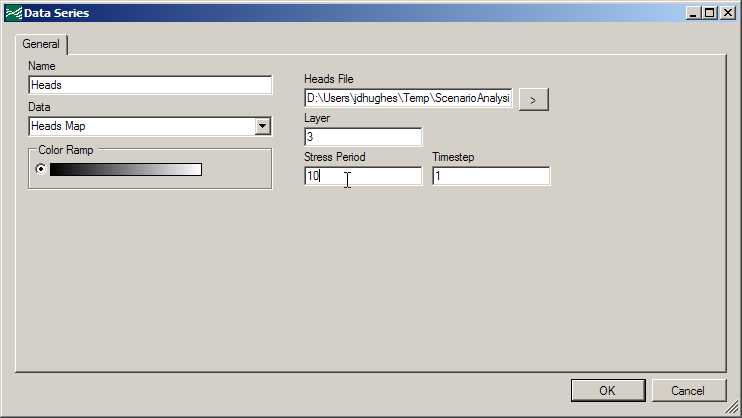 Data Series
General
Name
Heads
Data
Heads Map
Color Ramp
Heads File
D:\Users\jdhughes\Temp\ScenarioAnalysi
>
Layer
3
Stress Period
10
Timestep
1
OK
Cancel